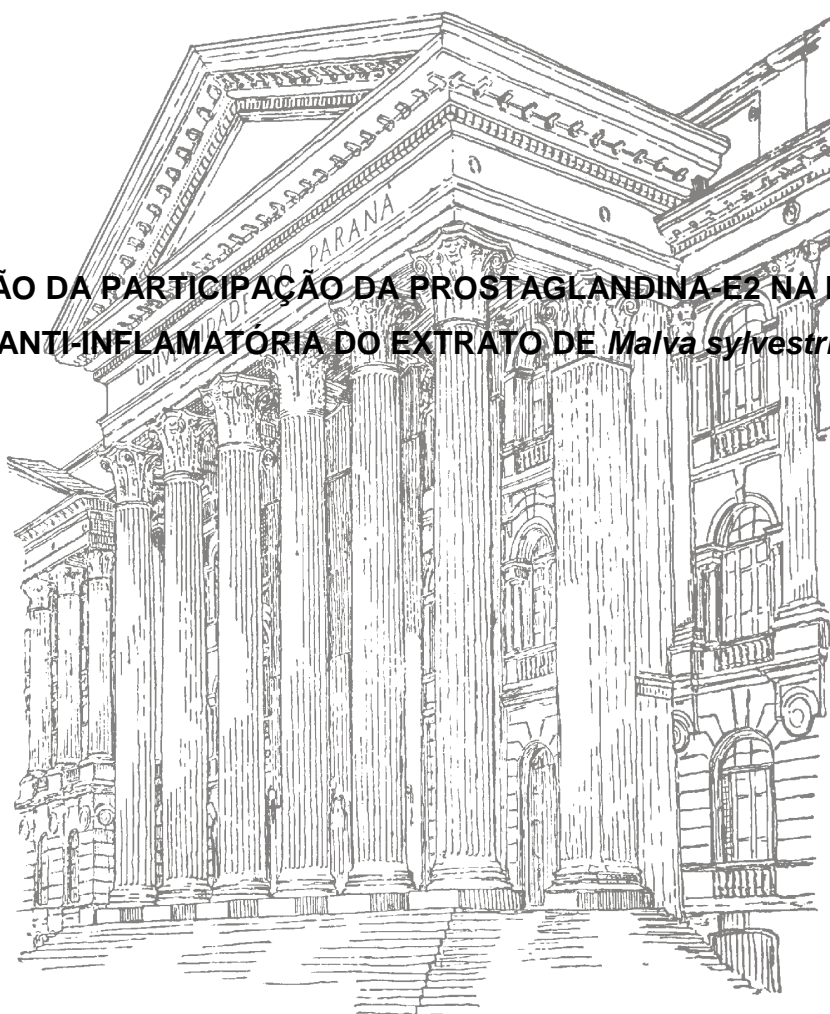 ÃO DA PARTICIPAÇÃO DA PROSTAGLANDINA-E2 NA
ANTI-INFLAMATÓRIA DO EXTRATO DE Malva sylvestri
PARANÁ